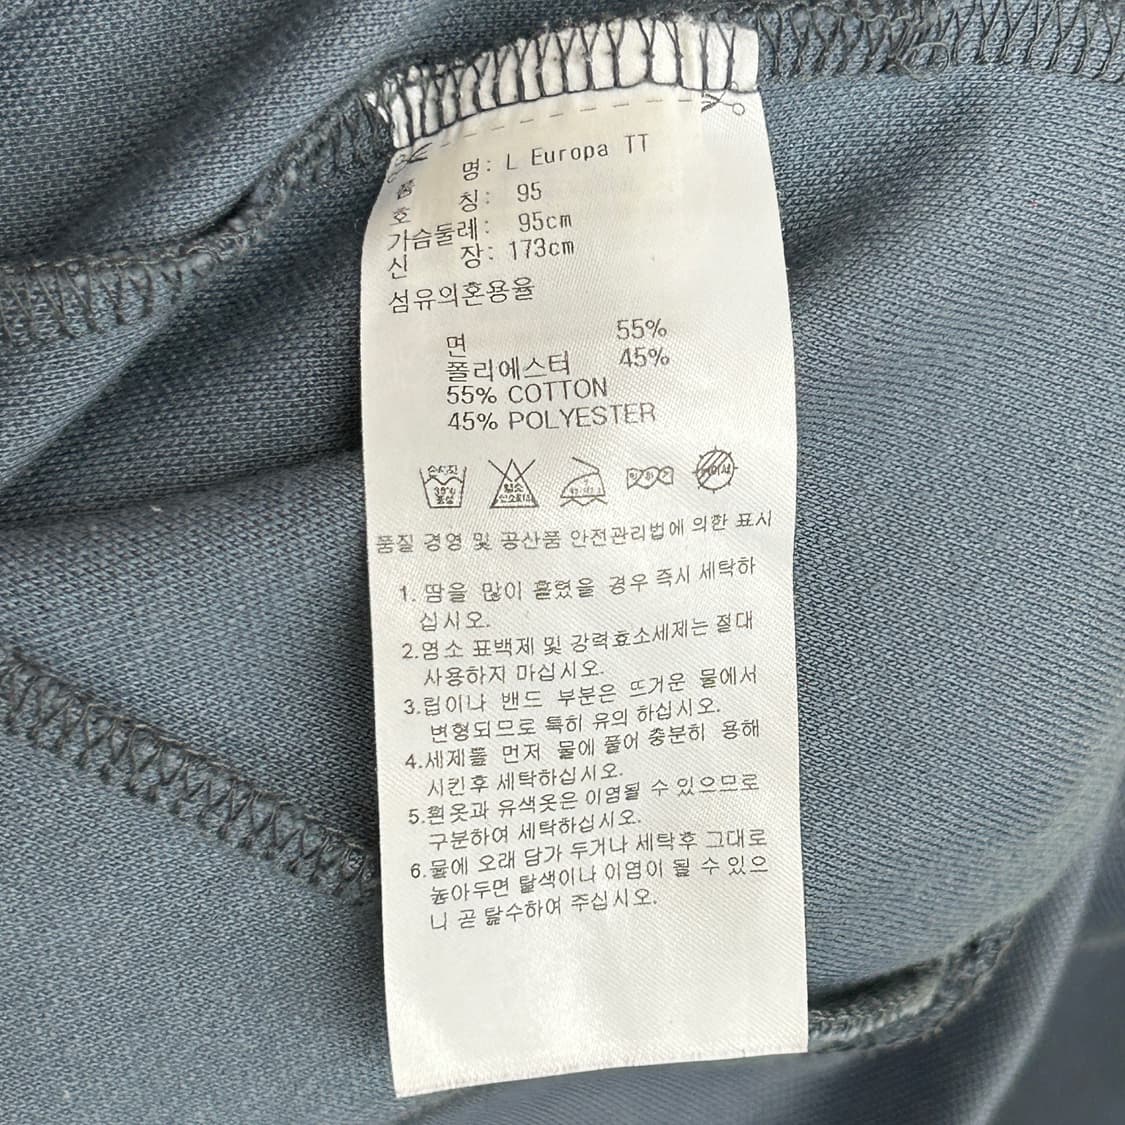 품 명: L Europa TT
호 칭: 95
가슴둘레: 95cm
신 장: 173cm
섬유의혼용율
면 55%
폴리에스터 45%
55% COTTON
45% POLYESTER
손세탁 30℃ 중성 염소
품질 경영 및 공산품 안전관리법에 의한 표시
1. 땀을 많이 흘렸을 경우 즉시 세탁하
십시오.
2.염소 표백제 및 강력효소세제는 절대
사용하지 마십시오.
3.립이나 밴드 부분은 뜨거운 물에서
변형되므로 특히 유의 하십시오.
4.세제를 먼저 물에 풀어 충분히 용해
시킨후 세탁하십시오.
5.흰옷과 유색옷은 이염될 수 있으므로
구분하여 세탁하십시오.
6.물에 오래 담가 두거나 세탁후 그대로
놓아두면 탈색이나 이염이 될 수 있으
니 곧 탈수하여 주십시오.